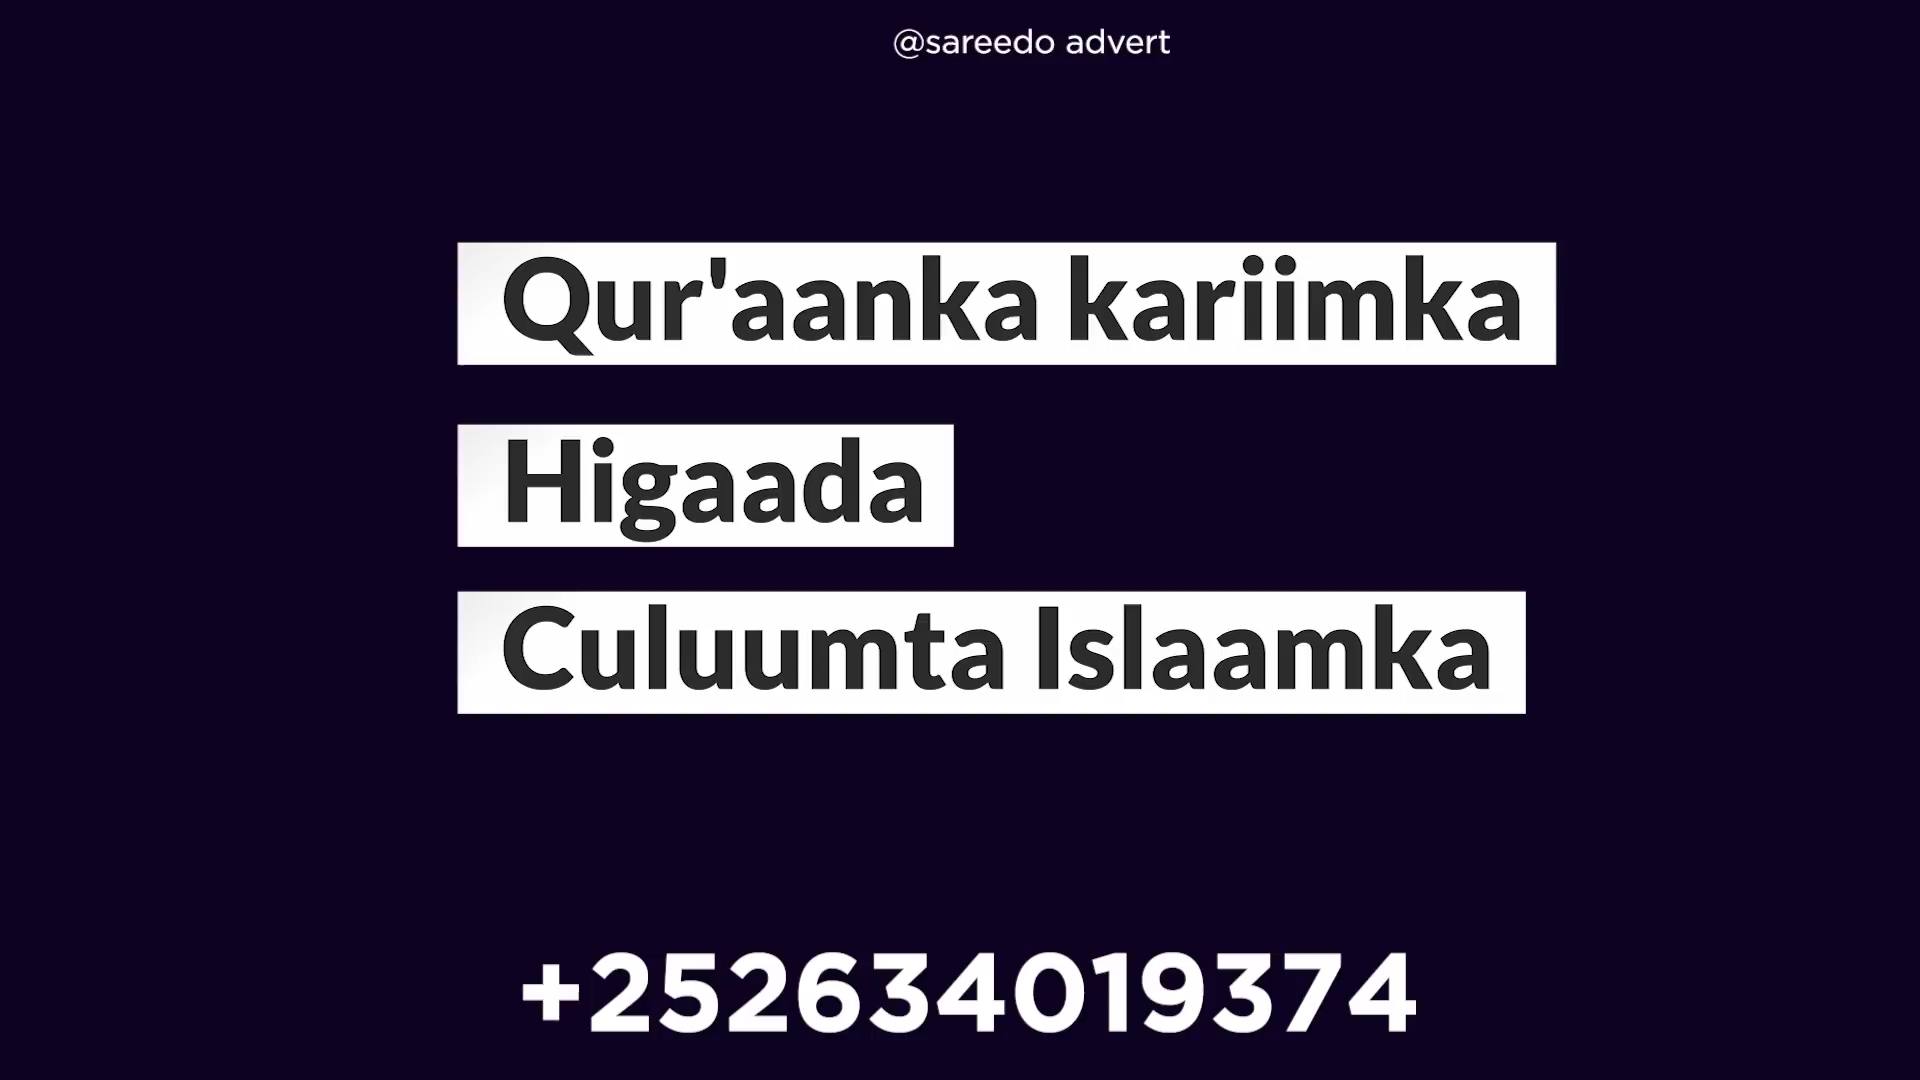 @sareedo advert
Qur'aanka kariimka
Higaada
Culuumta Islaamka
+252634019374